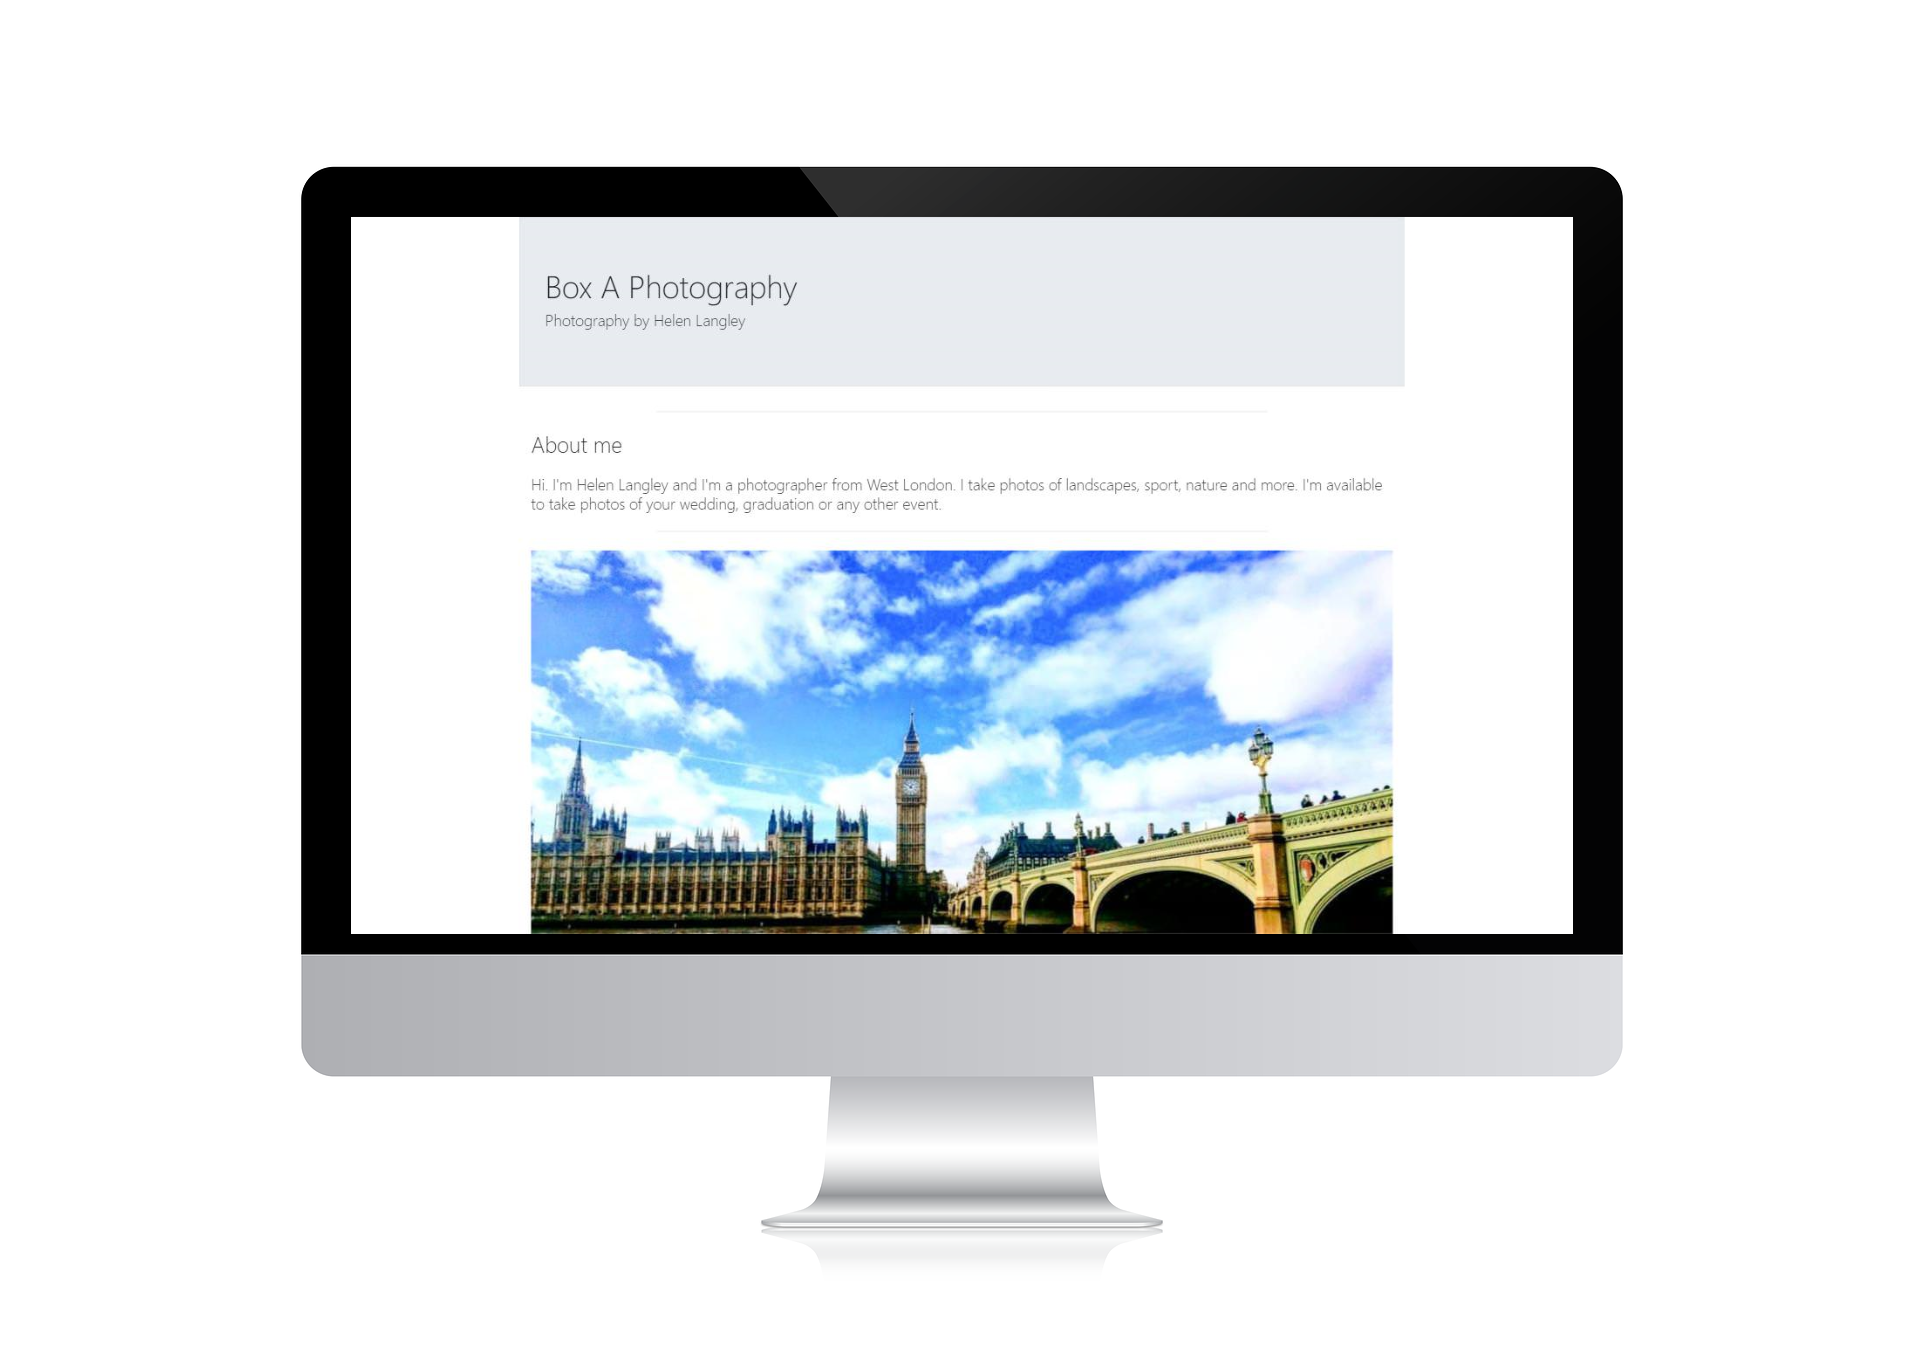 Box A Photography
Photography by Helen Langley
About me
Hi. I'm Helen Langley and I'm a photographer from West London. I take photos of landscapes, sport, nature and more. I'm available
to take photos of your wedding, graduation or any other event.